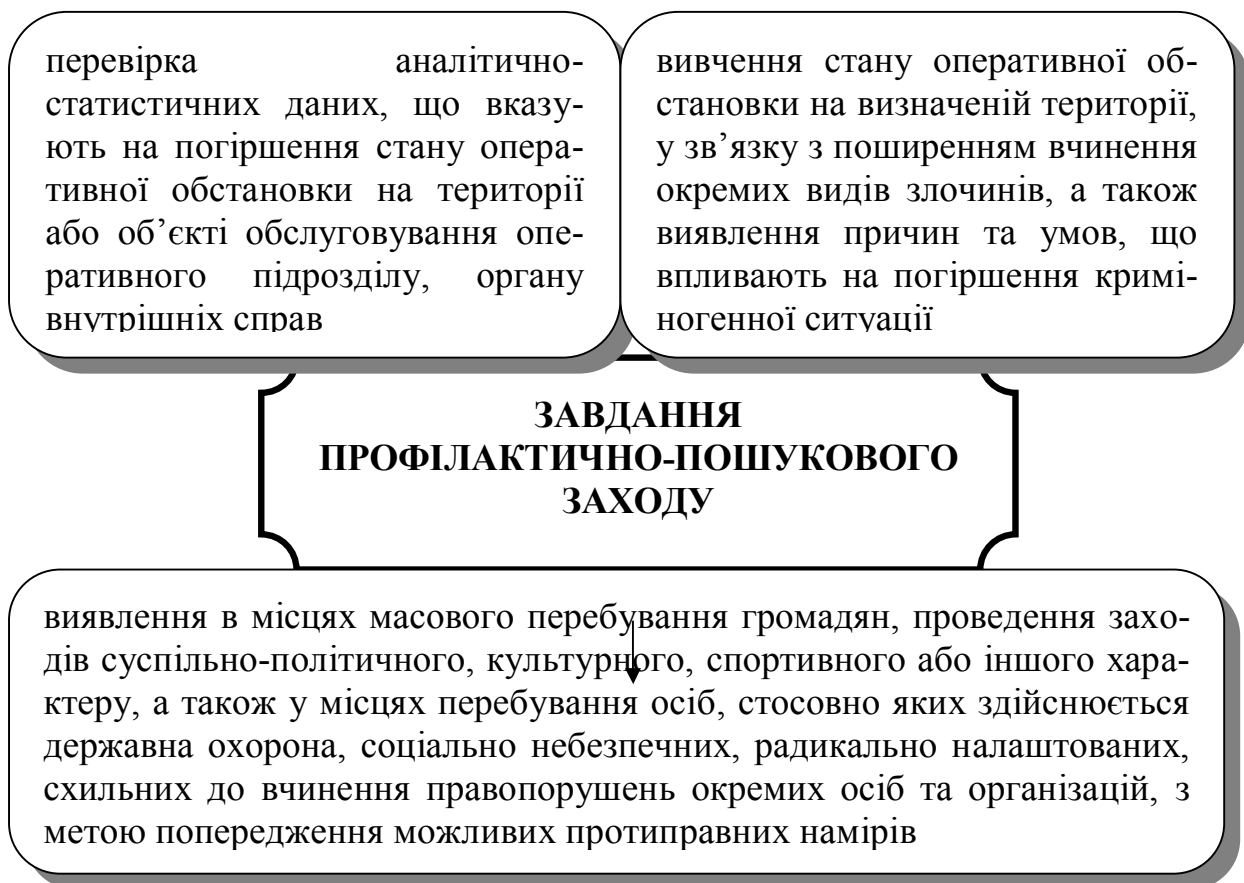 перевірка аналітично-
статистичних даних, що вказу-
ють на погіршення стану опера-
тивної обстановки на території
або об’єкті обслуговування опе-
ративного підрозділу, органу
внутрішніх справ
вивчення стану оперативної об-
становки на визначеній території,
у зв’язку з поширенням вчинення
окремих видів злочинів, а також
виявлення причин та умов, що
впливають на погіршення кримі-
ногенної ситуації
ЗАВДАННЯ
ПРОФІЛАКТИЧНО-ПОШУКОВОГО
ЗАХОДУ
виявлення в місцях масового перебування громадян, проведення захо-
дів суспільно-політичного, культурного, спортивного або іншого хара-
ктеру, а також у місцях перебування осіб, стосовно яких здійснюється
державна охорона, соціально небезпечних, радикально налаштованих,
схильних до вчинення правопорушень окремих осіб та організацій, з
метою попередження можливих протиправних намірів